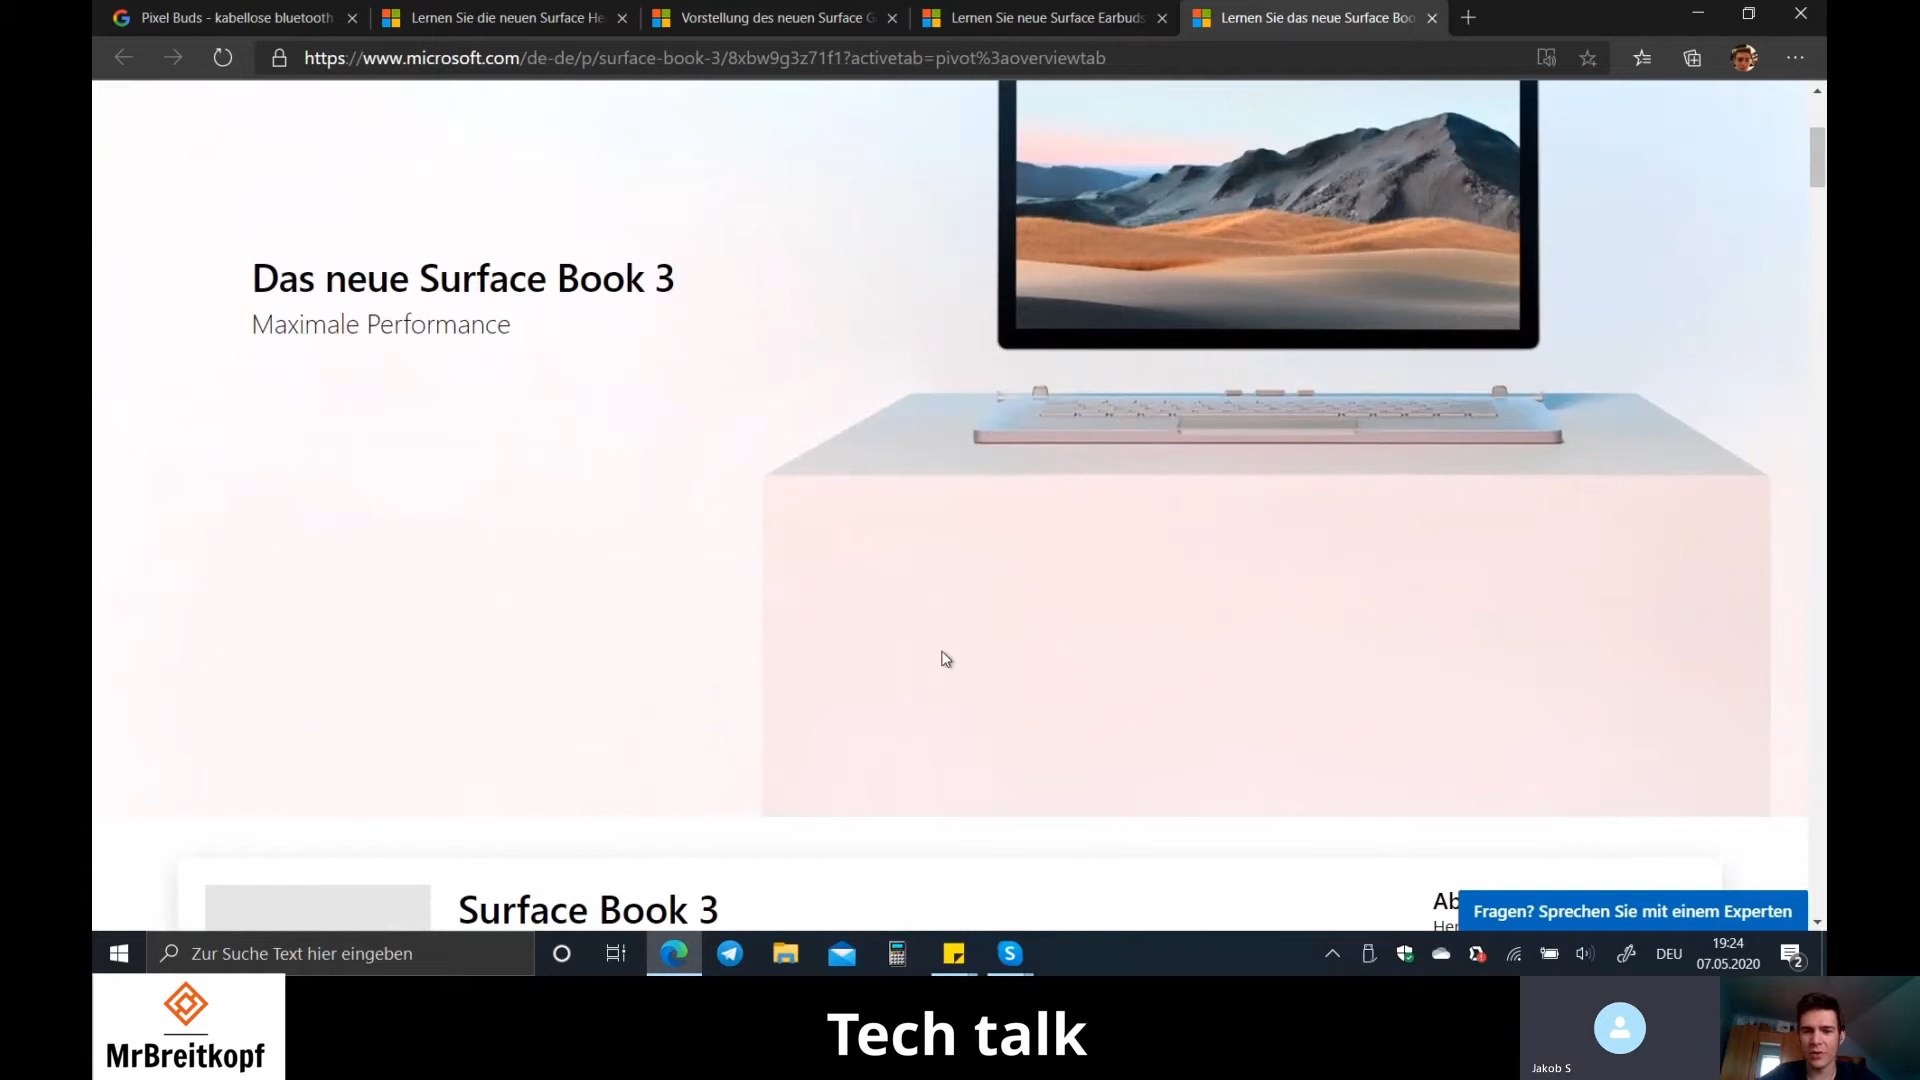 Pixel Buds - kabellose bluetooth
Lernen Sie die neuen Surface He
Vorstellung des neuen Surface G
Lernen Sie neue Surface Earbuds
Lernen Sie das neue Surface Boo
https://www.microsoft.com/de-de/p/surface-book-3/8xbw9g3z71f1?activetab=pivot%3aoverviewtab
Das neue Surface Book 3
Maximale Performance
Surface Book 3
Ab
Her
Fragen? Sprechen Sie mit einem Experten
Zur Suche Text hier eingeben
DEU
19:24
07.05.2020
2
MrBreitkopf
Tech talk
Jakob S